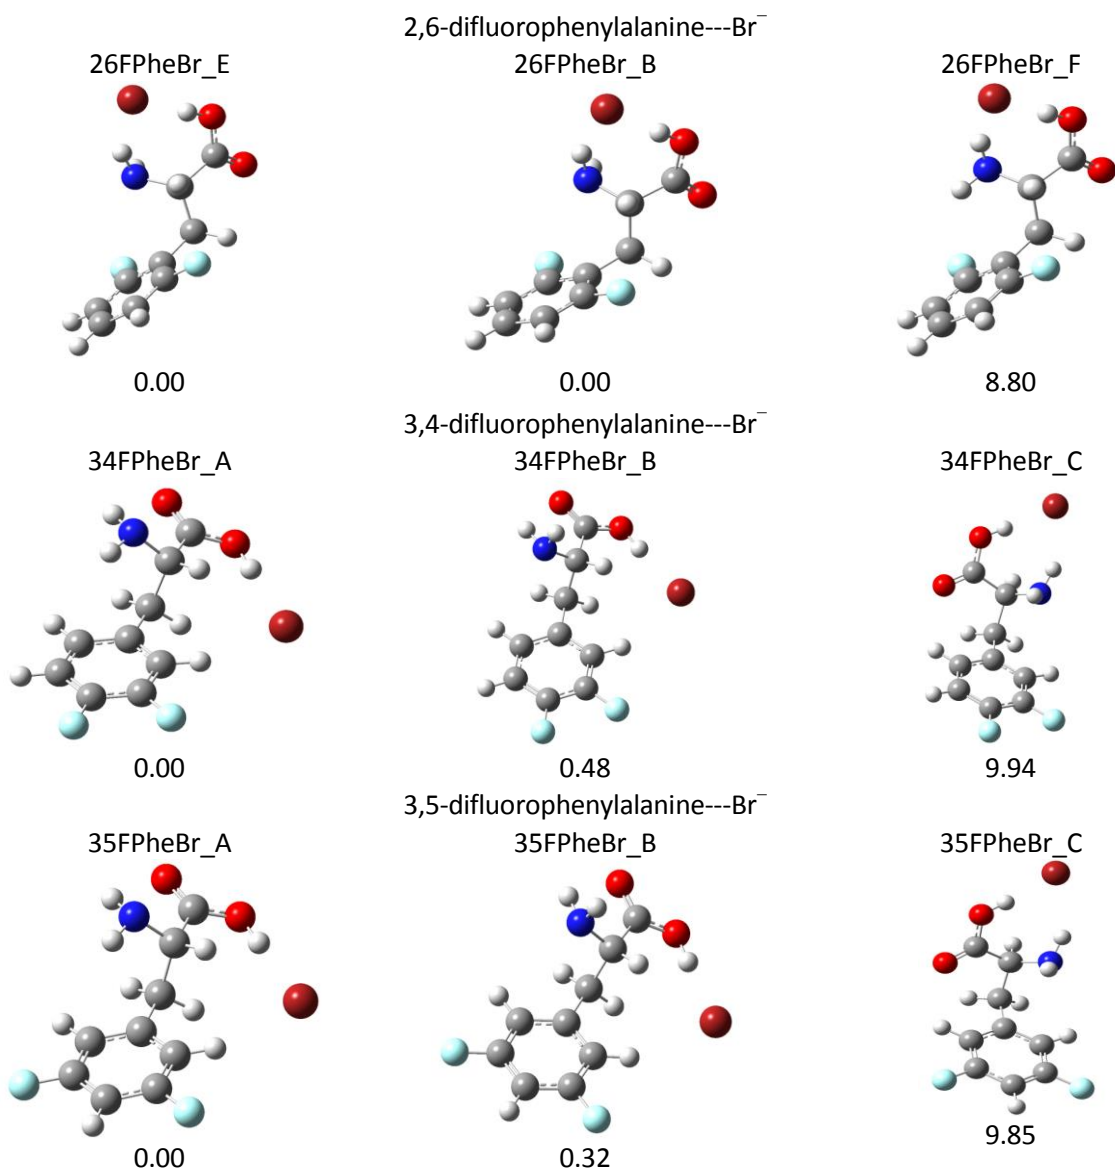 2,6-difluorophenylalanine---Br⁻
26FPheBr_E 26FPheBr_B 26FPheBr_F
0.00 0.00 8.80
3,4-difluorophenylalanine---Br⁻
34FPheBr_A 34FPheBr_B 34FPheBr_C
0.00 0.48 9.94
3,5-difluorophenylalanine---Br⁻
35FPheBr_A 35FPheBr_B 35FPheBr_C
0.00 0.32 9.85